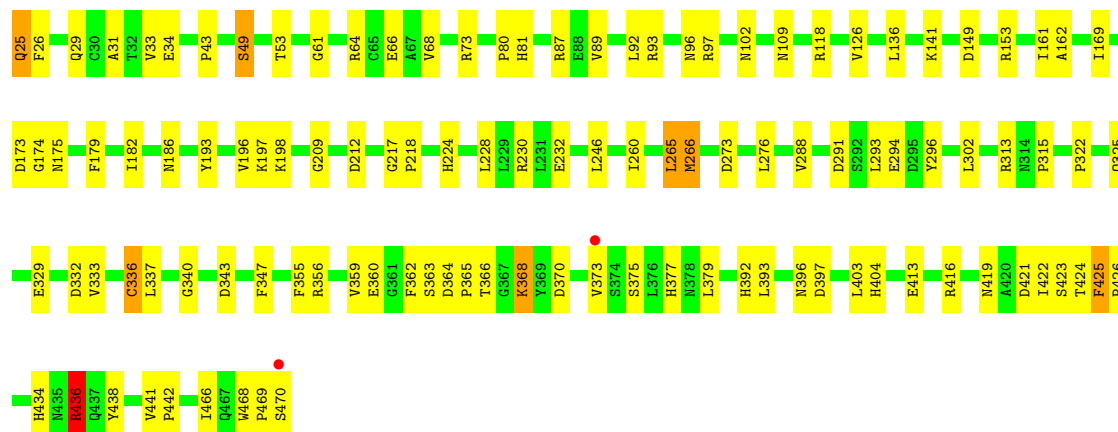 Q25 F26 Q29 C30 A31 T32 V33 E34 P43 S49 T53 G61 R64 C65 E66 A67 V68 R73 P80 H81 R87 E88 V89 L92 R93 N96 R97 N102 N109 R118 V126 L136 K141 D149 R153 I161 A162 I169
D173 G174 N175 F179 I182 N186 Y193 V196 K197 K198 G209 D212 G217 P218 H224 L228 L229 R230 L231 E232 L246 I260 L265 M266 D273 L276 V288 D291 S292 L293 E294 D295 Y296 L302 R313 N314 P315 P322
E329 D332 V333 C336 L337 G340 D343 F347 F355 R356 V359 E360 G361 F362 S363 D364 P365 T366 G367 K368 Y369 D370 V373 S374 S375 L376 H377 N378 L379 H392 L393 N396 D397 L403 H404 E413 R416 N419 A420 D421 I422 S423 T424 F425
H434 N435 R436 Q437 Y438 V441 P442 I466 Q467 W468 P469 S470